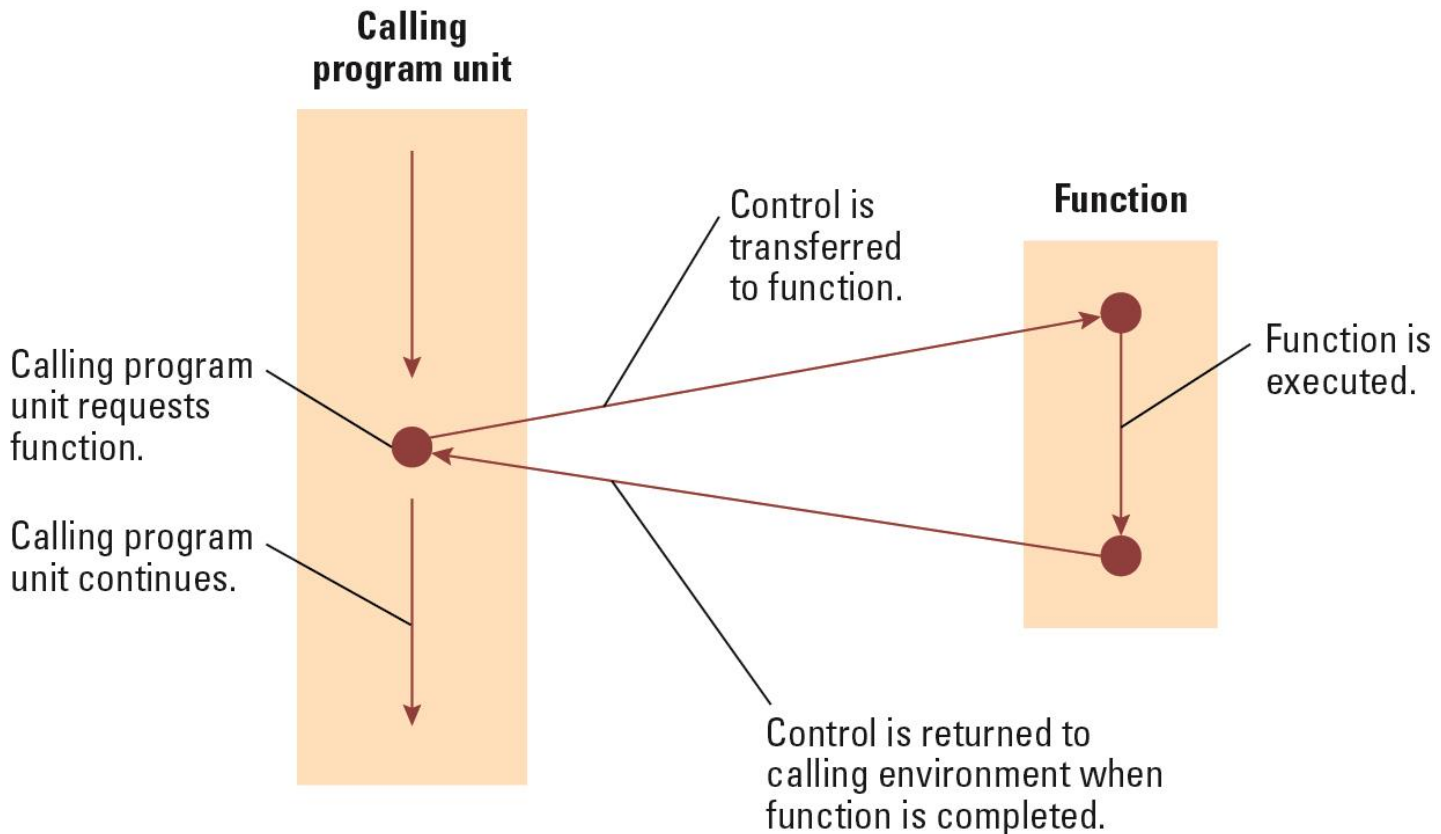 Calling
program unit
Control is
transferred
to function.
Function
Function is
executed.
Calling program
unit requests
function.
Calling program
unit continues.
Control is returned to
calling environment when
function is completed.